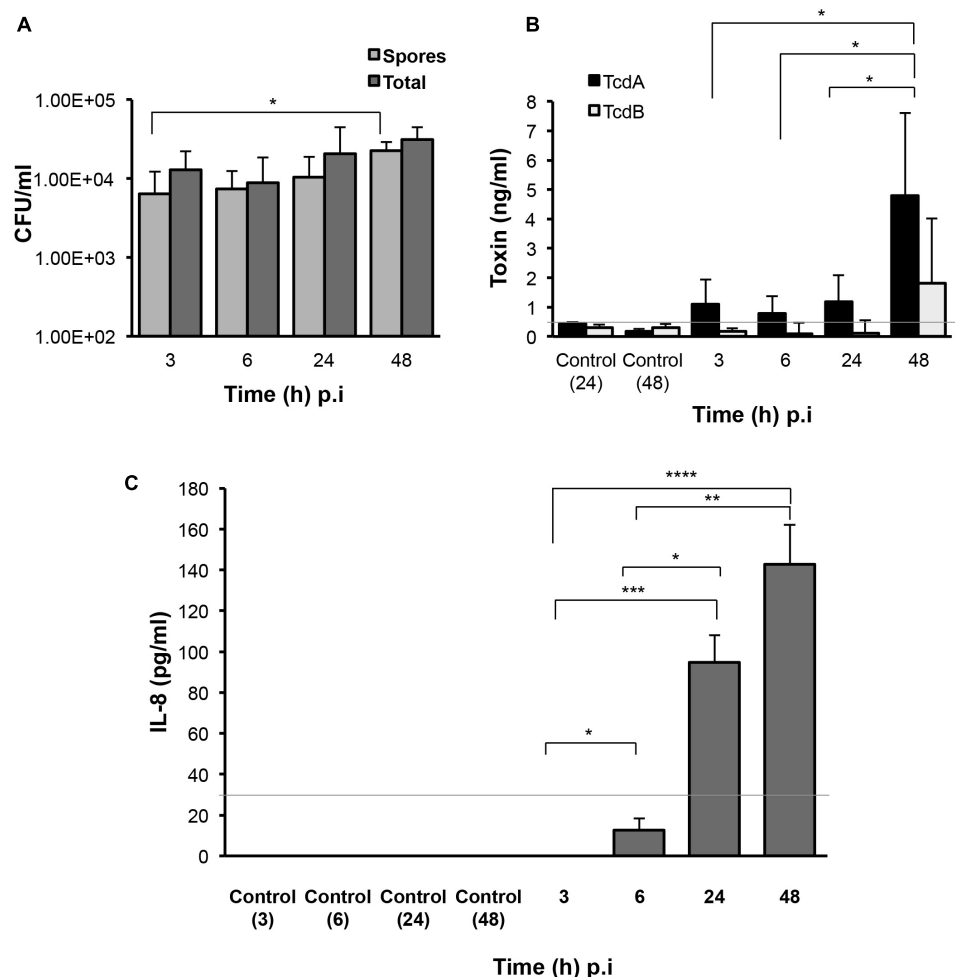 A
Spores
Total
1.00E+05
1.00E+04
1.00E+03
1.00E+02
CFU/ml
*
3 6 24 48
Time (h) p.i
B
*
*
*
TcdA
TcdB
8
7
6
5
4
3
2
1
0
Toxin (ng/ml)
Control Control 3 6 24 48
(24) (48)
Time (h) p.i
C
180
160
140
120
100
80
60
40
20
0
IL-8 (pg/ml)
****
**
*
***
*
Control Control Control Control 3 6 24 48
(3) (6) (24) (48)
Time (h) p.i